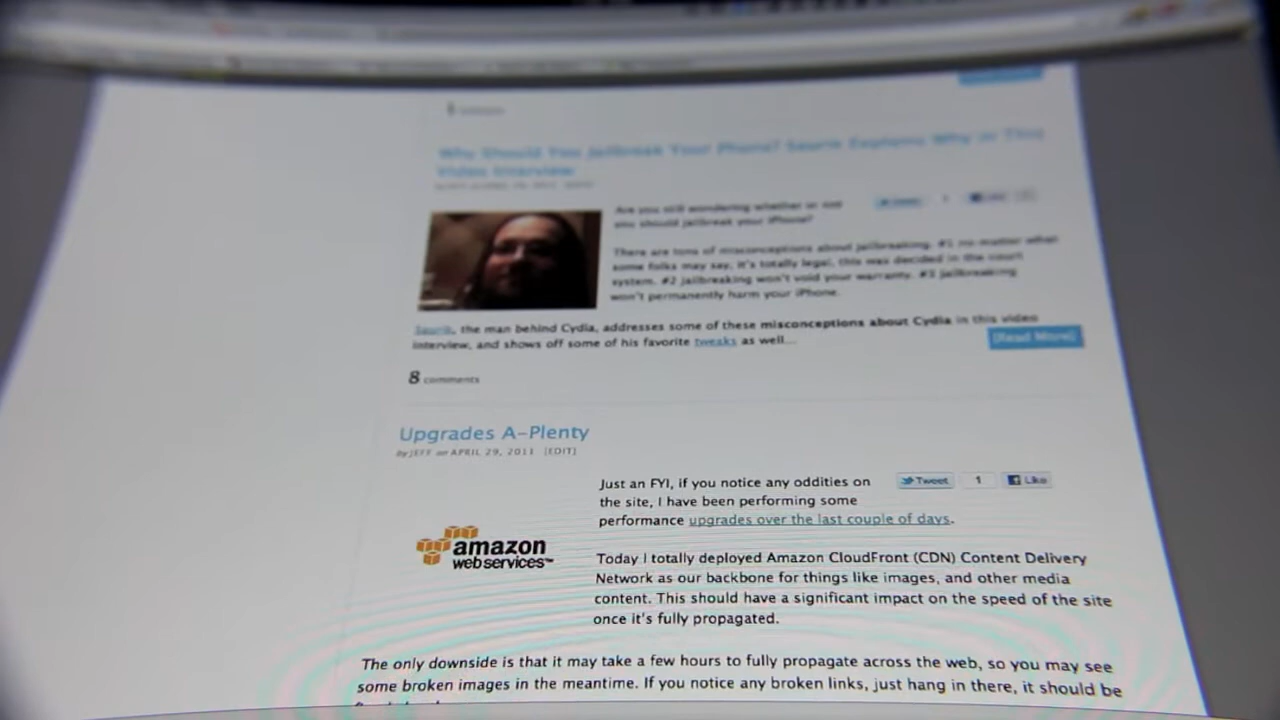 Why Should You Jailbreak Your Phone? Saurik Explains Why in This
Video Interview
Are you still wondering whether or not
you should jailbreak your iPhone?
There are tons of misconceptions about jailbreaking. #1 no matter what
some folks may say, it's totally legal, this was decided in the court
system. #2 jailbreaking won't void your warranty. #3 jailbreaking
won't permanently harm your iPhone.
Saurik, the man behind Cydia, addresses some of these misconceptions about Cydia in this video
interview, and shows off some of his favorite tweaks as well...
[Read More]
8 comments
Upgrades A-Plenty
by JEFF on APRIL 29, 2011 [EDIT]
Tweet 1 Like
Just an FYI, if you notice any oddities on
the site, I have been performing some
performance upgrades over the last couple of days.
amazon
webservices™
Today I totally deployed Amazon CloudFront (CDN) Content Delivery
Network as our backbone for things like images, and other media
content. This should have a significant impact on the speed of the site
once it's fully propagated.
The only downside is that it may take a few hours to fully propagate across the web, so you may see
some broken images in the meantime. If you notice any broken links, just hang in there, it should be